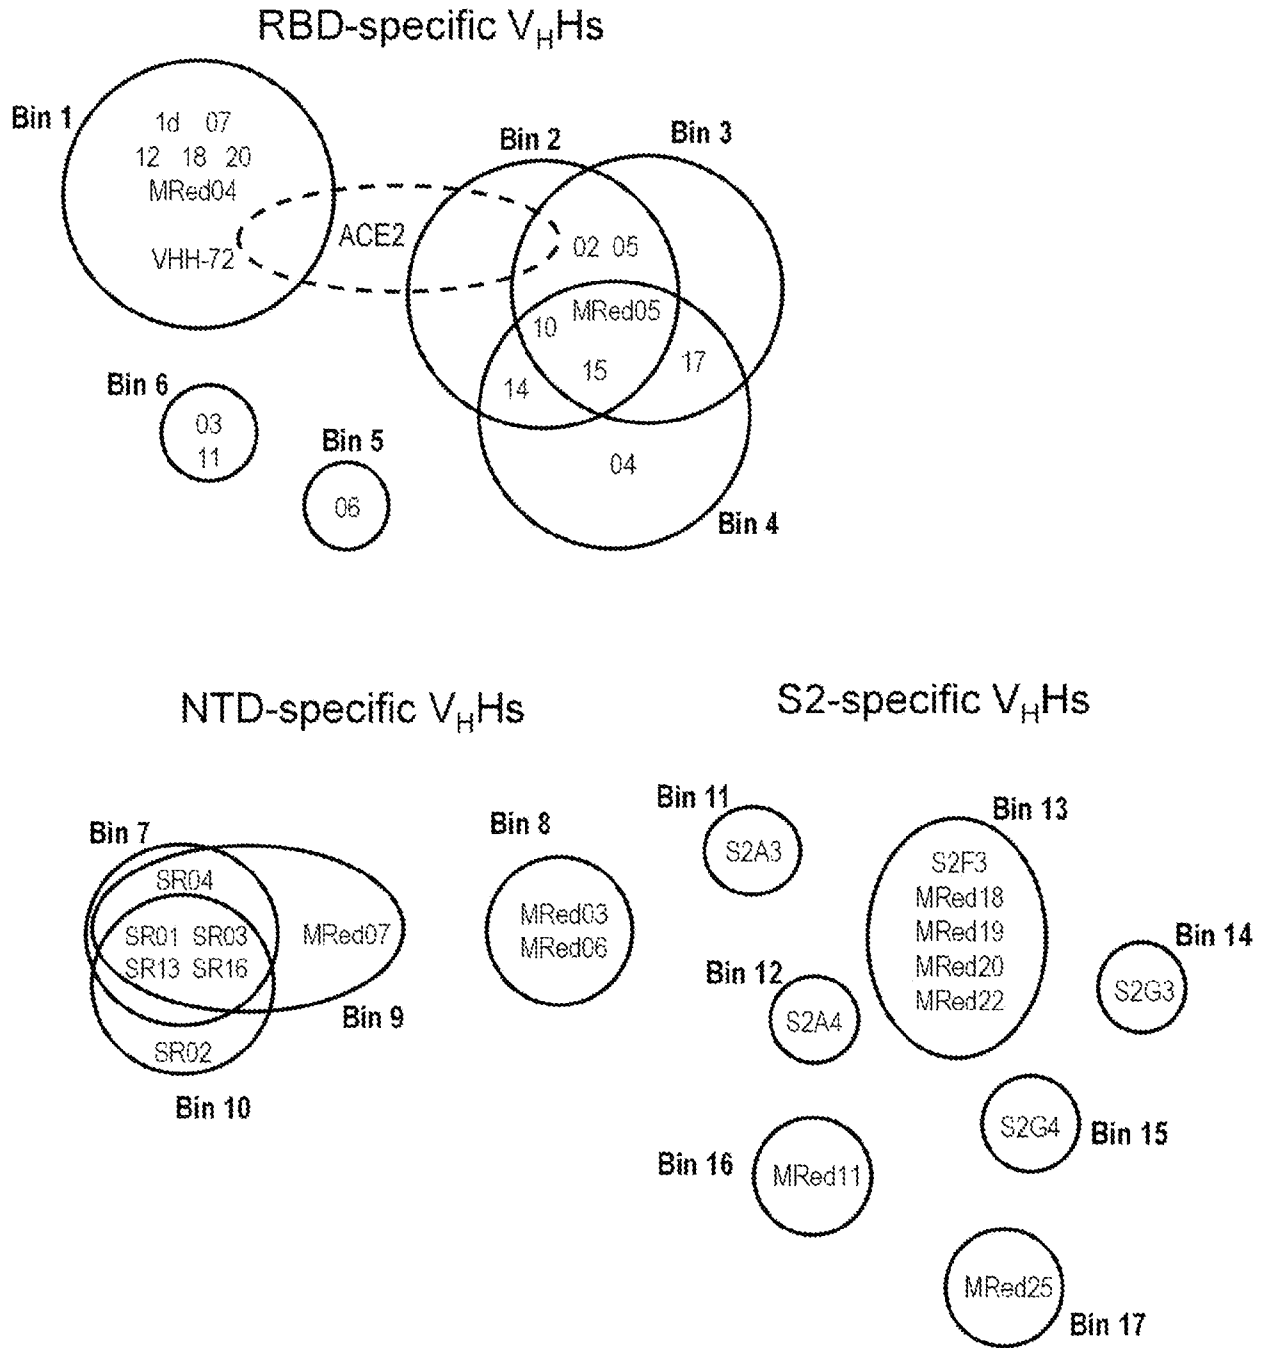 RBD-specific VHHs
Bin 1
1d 07
12 18 20
MRed04
VHH-72
ACE2
Bin 2
Bin 3
02 05
MRed05
10
15
17
14
04
Bin 4
Bin 6
03
11
Bin 5
06
NTD-specific VHHs
Bin 7
SR04
SR01 SR03
SR13 SR16
MRed07
Bin 9
SR02
Bin 10
Bin 8
MRed03
MRed06
S2-specific VHHs
Bin 11
S2A3
Bin 13
S2F3
MRed18
MRed19
MRed20
MRed22
Bin 14
S2G3
Bin 12
S2A4
S2G4
Bin 15
Bin 16
MRed11
MRed25
Bin 17